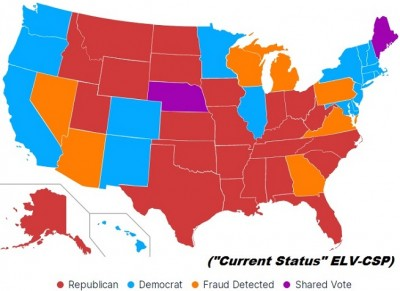 ("Current Status" ELV-CSP)
Republican Democrat Fraud Detected Shared Vote